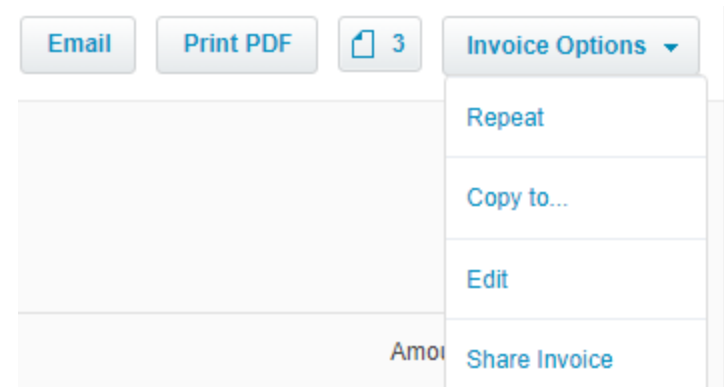 Email
Print PDF
3
Invoice Options
Repeat
Copy to...
Edit
Share Invoice